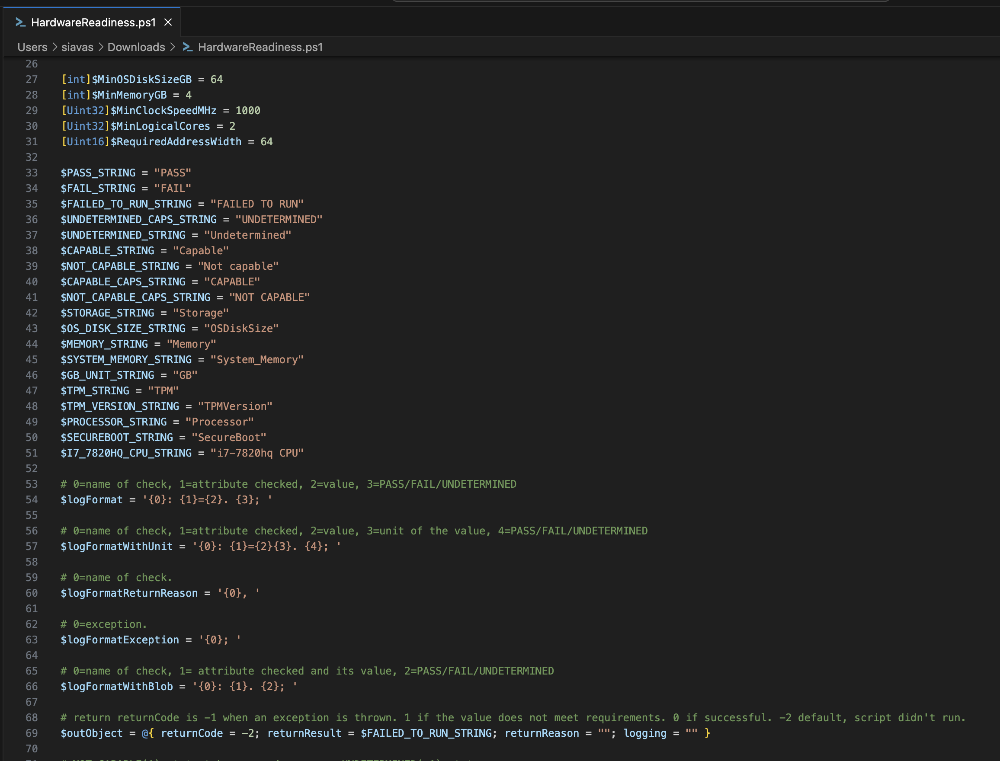 HardwareReadiness.ps1
Users > siavas > Downloads > HardwareReadiness.ps1
26
27 [int]$MinOSDiskSizeGB = 64
28 [int]$MinMemoryGB = 4
29 [Uint32]$MinClockSpeedMHz = 1000
30 [Uint32]$MinLogicalCores = 2
31 [Uint16]$RequiredAddressWidth = 64
32
33 $PASS_STRING = "PASS"
34 $FAIL_STRING = "FAIL"
35 $FAILED_TO_RUN_STRING = "FAILED TO RUN"
36 $UNDETERMINED_CAPS_STRING = "UNDETERMINED"
37 $UNDETERMINED_STRING = "Undetermined"
38 $CAPABLE_STRING = "Capable"
39 $NOT_CAPABLE_STRING = "Not capable"
40 $CAPABLE_CAPS_STRING = "CAPABLE"
41 $NOT_CAPABLE_CAPS_STRING = "NOT CAPABLE"
42 $STORAGE_STRING = "Storage"
43 $OS_DISK_SIZE_STRING = "OSDiskSize"
44 $MEMORY_STRING = "Memory"
45 $SYSTEM_MEMORY_STRING = "System_Memory"
46 $GB_UNIT_STRING = "GB"
47 $TPM_STRING = "TPM"
48 $TPM_VERSION_STRING = "TPMVersion"
49 $PROCESSOR_STRING = "Processor"
50 $SECUREBOOT_STRING = "SecureBoot"
51 $I7_7820HQ_CPU_STRING = "i7-7820hq CPU"
52
53 # 0=name of check, 1=attribute checked, 2=value, 3=PASS/FAIL/UNDETERMINED
54 $logFormat = '{0}: {1}={2}. {3}; '
55
56 # 0=name of check, 1=attribute checked, 2=value, 3=unit of the value, 4=PASS/FAIL/UNDETERMINED
57 $logFormatWithUnit = '{0}: {1}={2}{3}. {4}; '
58
59 # 0=name of check.
60 $logFormatReturnReason = '{0}, '
61
62 # 0=exception.
63 $logFormatException = '{0}; '
64
65 # 0=name of check, 1= attribute checked and its value, 2=PASS/FAIL/UNDETERMINED
66 $logFormatWithBlob = '{0}: {1}. {2}; '
67
68 # return returnCode is -1 when an exception is thrown. 1 if the value does not meet requirements. 0 if successful. -2 default, script didn't run.
69 $outObject = @{ returnCode = -2; returnResult = $FAILED_TO_RUN_STRING; returnReason = ""; logging = "" }
70